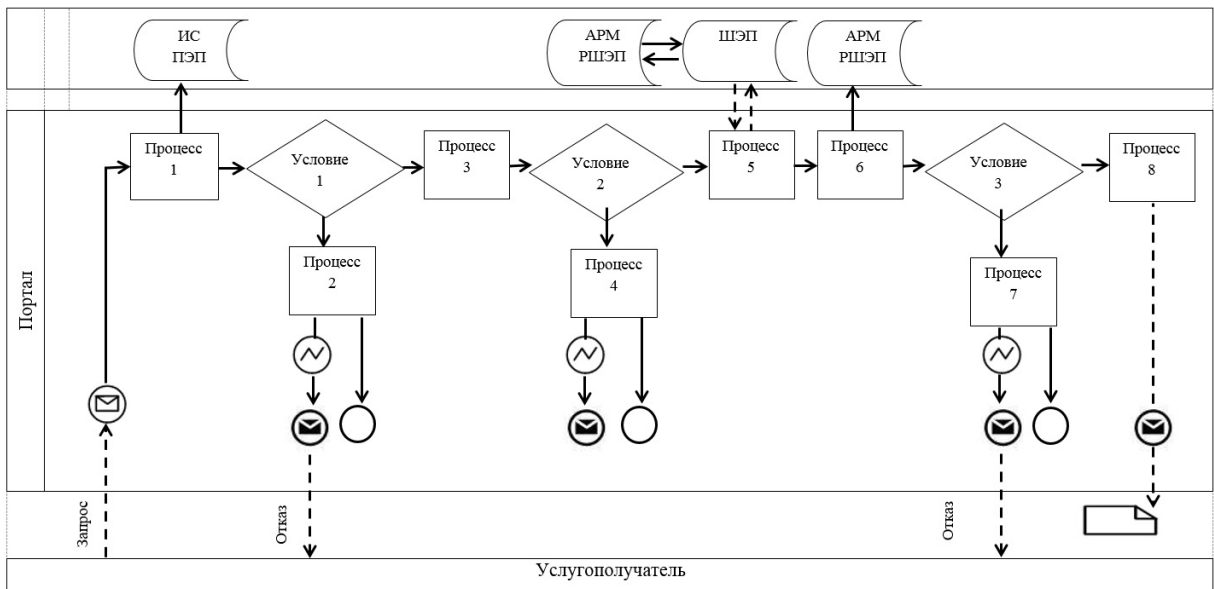 ИС
ПЭП
АРМ
РШЭП
ШЭП
АРМ
РШЭП
Процесс
1
Условие
1
Процесс
3
Условие
2
Процесс
5
Процесс
6
Условие
3
Процесс
8
Процесс
2
Процесс
4
Процесс
7
Портал
Запрос
Отказ
Отказ
Услугополучатель